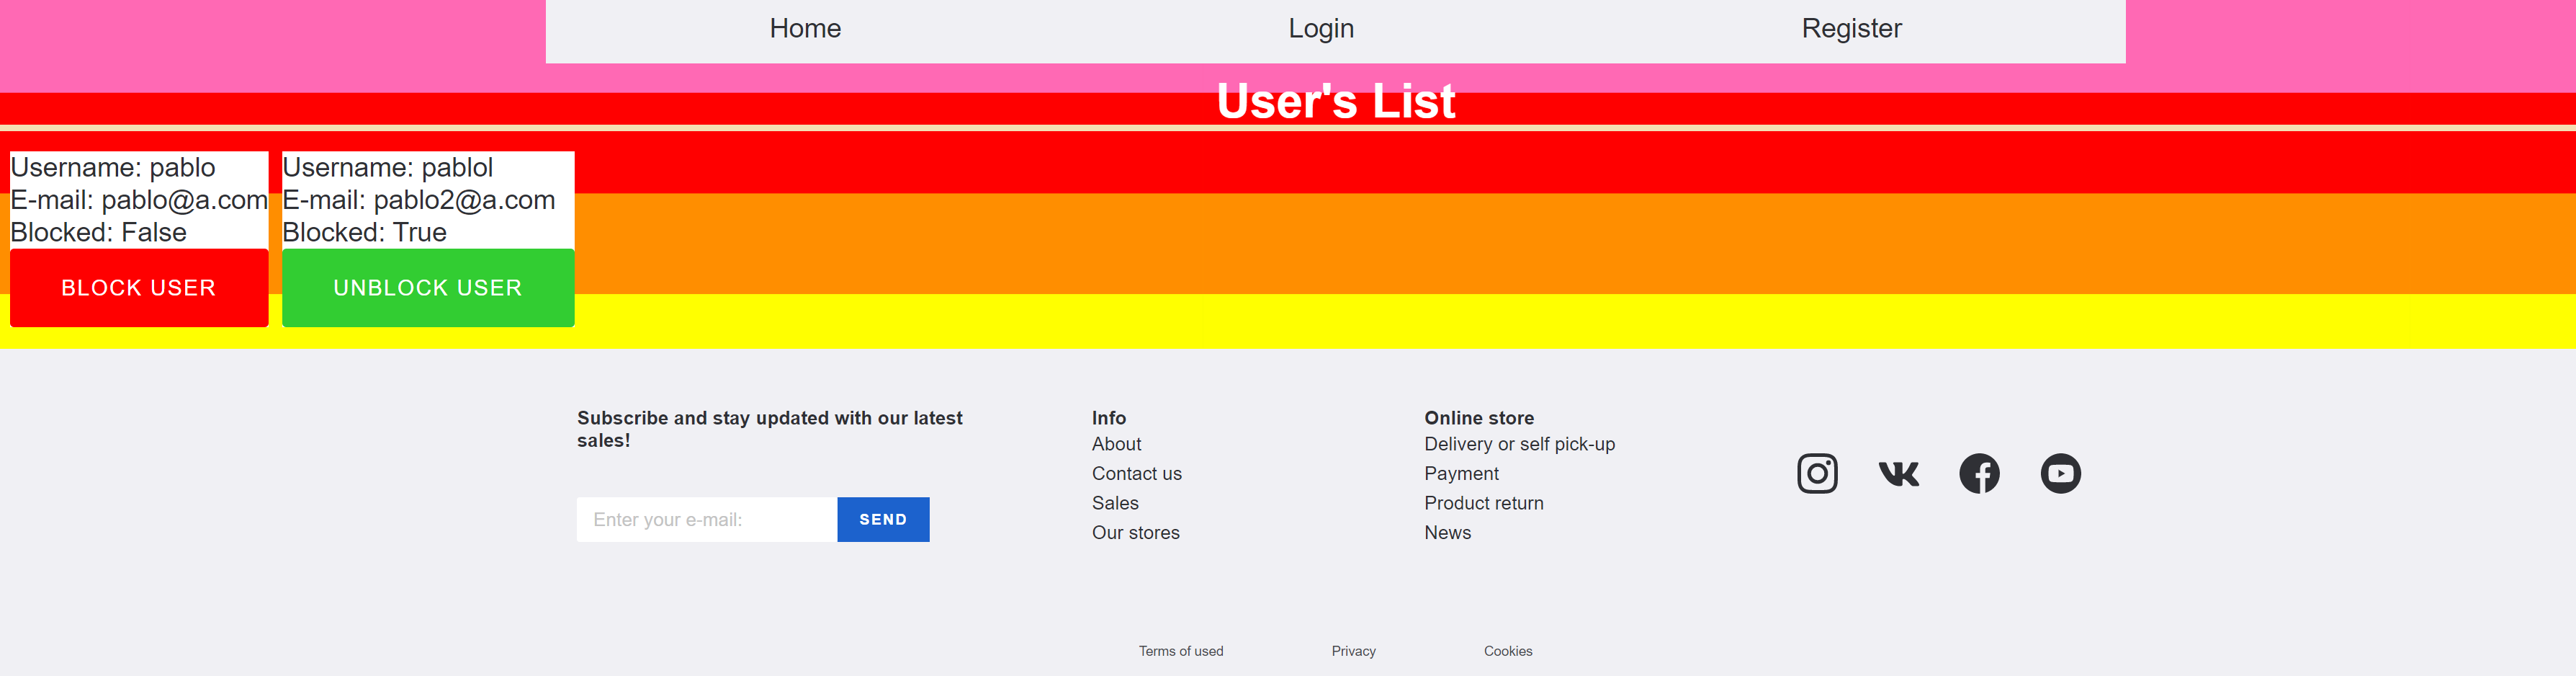 Home
Login
Register
User's List
Username: pablo
E-mail: pablo@a.com
Blocked: False
BLOCK USER
Username: pablol
E-mail: pablo2@a.com
Blocked: True
UNBLOCK USER
Subscribe and stay updated with our latest
sales!
Enter your e-mail:
SEND
Info
About
Contact us
Sales
Our stores
Online store
Delivery or self pick-up
Payment
Product return
News
Terms of used
Privacy
Cookies